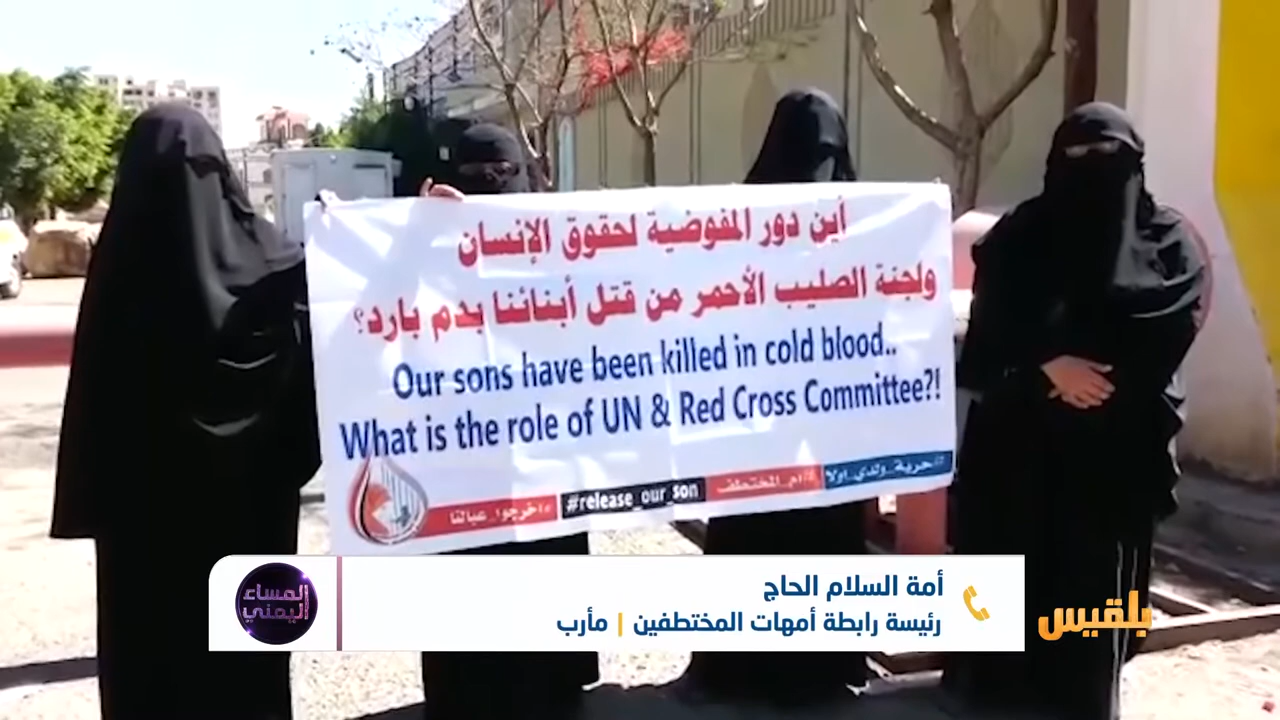 أين دور المفوضية لحقوق الإنسان
ولجنة الصليب الأحمر من قتل أبنائنا بدم بارد؟
Our sons have been killed in cold blood..
What is the role of UN & Red Cross Committee?!
#حرية_ولدي_اولا
#ام_المختطف
#release_our_son
#اخرجوا_عيالنا
أمة السلام الحاج
رئيسة رابطة أمهات المختطفين | مأرب
المساء اليمني
بلقيس